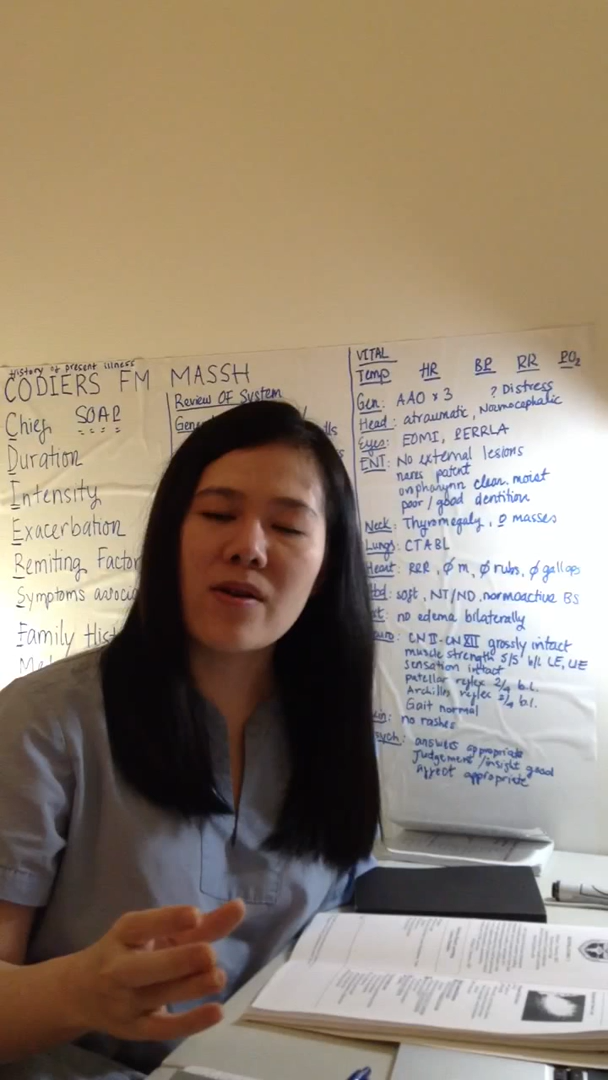 History of present illness
CODIERS FM MASSH
Chief SOAP
Duration
Intensity
Exacerbation
Remiting Factor
Symptoms associ
Family Hist
Review OF System
VITAL
Temp HR BP RR PO2
Gen: AAO x 3 ? Distress
Head: atraumatic, Normocephalic
Eyes: EOMI, PERRLA
ENT: No external lesions
nares patent
oropharynx clean, moist
poor / good dentition
Neck: Thyromegaly, masses
Lungs: CTABL
Heart: RRR, Ø m, Ø rubs, Ø gallops
Abd: soft, NT/ND, normoactive BS
no edema bilaterally
CN II-CN XII grossly intact
muscle strength 5/5 b/l LE, UE
sensation intact
patellar reflex 2/4 b.l.
Archilles reflex 2/4 b.l.
Gait normal
no rashes
answers appropriate
Judgement/insight good
Affect appropriate